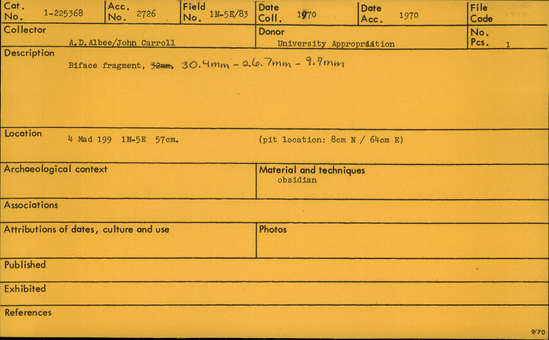 Cat. No. 1-225368 Acc. No. 2726 Field No. 1N-5E/83 Date Coll. 1970 Date Acc. 1970 File Code
Collector A.D.Albee/John Carroll Donor University Appropriation No. Pcs. 1
Description
Biface fragment, 32mm, 30.4mm - 26.7mm - 9.9mm
Location 4 Mad 199 1N-5E 57cm. (pit location: 8cm N / 64cm E)
Archaeological context Material and techniques
obsidian
Associations
Attributions of dates, culture and use Photos
Published
Exhibited
References
9/70